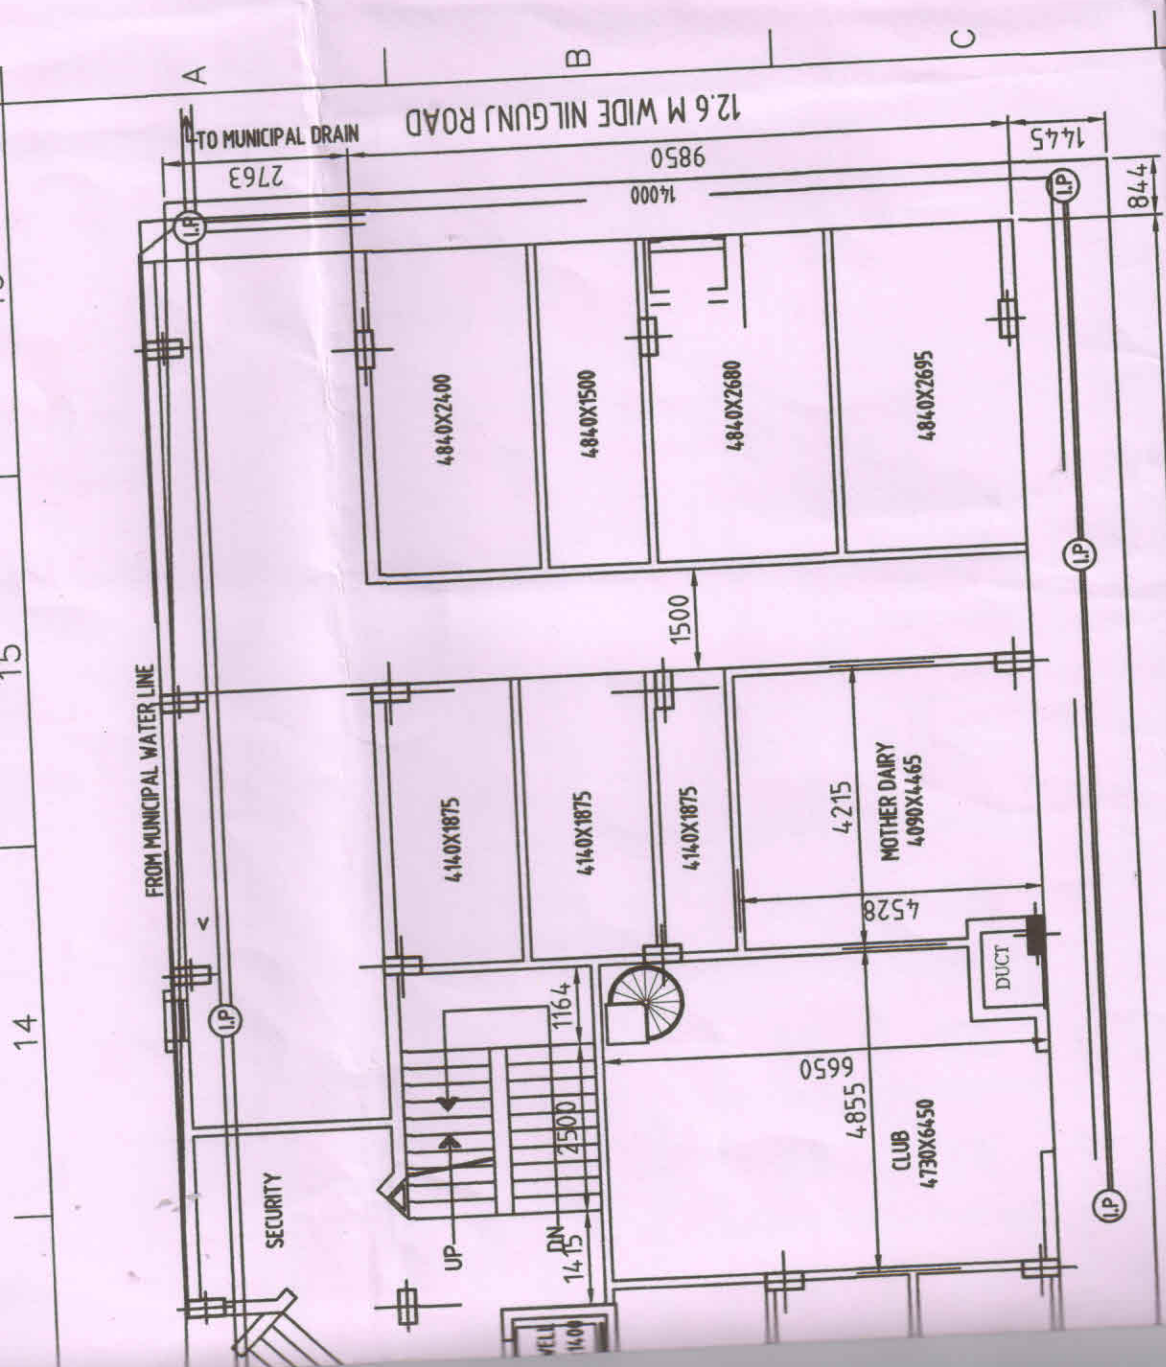 A
B
C
TO MUNICIPAL DRAIN
12.6 M WIDE NILGUNJ ROAD
2763
9850
1445
14000
844
I.P
I.P
4840X2400
4840X1500
4840X2680
4840X2695
15
1500
I.P
FROM MUNICIPAL WATER LINE
4140X1875
4140X1875
4140X1875
4215
MOTHER DAIRY
4090X4465
4528
DUCT
14
I.P
1164
2500
1415
6650
4855
CLUB
4730X6450
SECURITY
UP
DN
I.P
1400